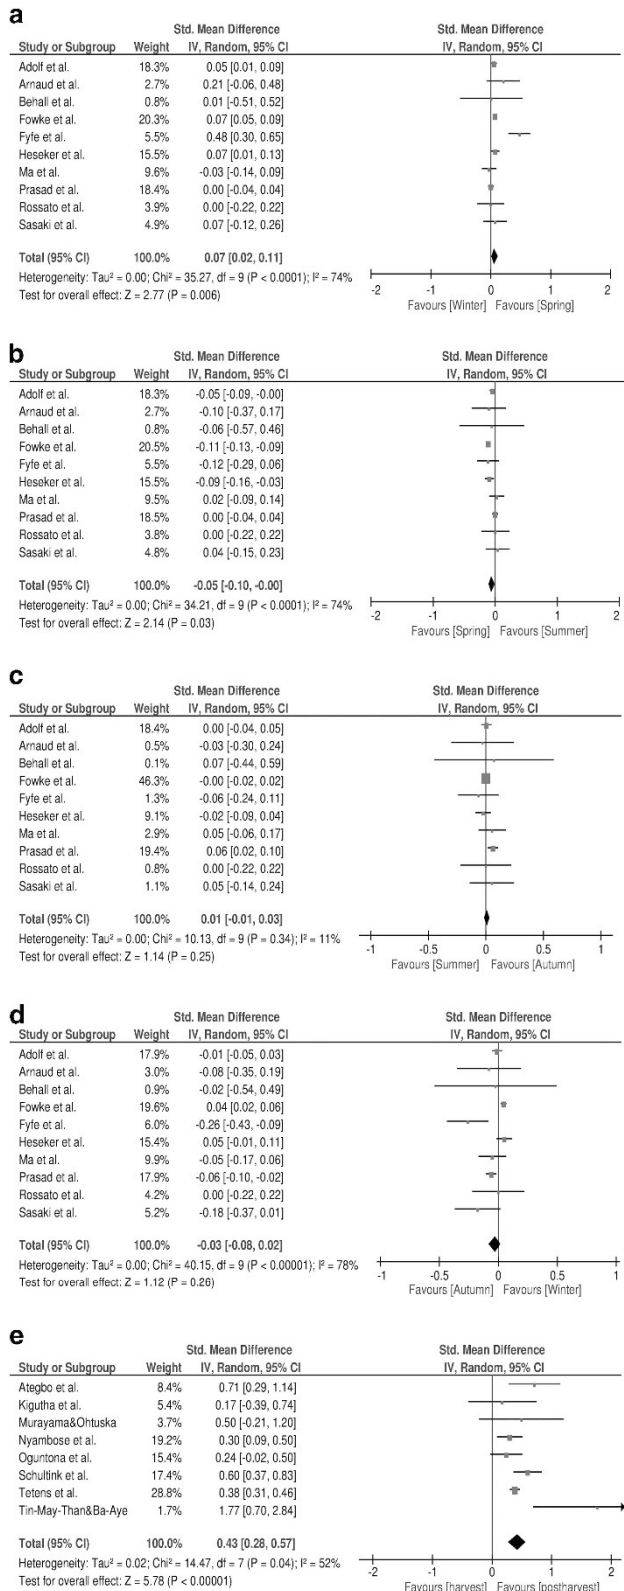 a
Std. Mean Difference Std. Mean Difference
Study or Subgroup Weight IV, Random, 95% CI IV, Random, 95% CI
Adolf et al. 18.3% 0.05 [0.01, 0.09]
Arnaud et al. 2.7% 0.21 [-0.06, 0.48]
Behall et al. 0.8% 0.01 [-0.51, 0.52]
Fowke et al. 20.3% 0.07 [0.05, 0.09]
Fyfe et al. 5.5% 0.48 [0.30, 0.65]
Heseker et al. 15.5% 0.07 [0.01, 0.13]
Ma et al. 9.6% -0.03 [-0.14, 0.09]
Prasad et al. 18.4% 0.00 [-0.04, 0.04]
Rossato et al. 3.9% 0.00 [-0.22, 0.22]
Sasaki et al. 4.9% 0.07 [-0.12, 0.26]
Total (95% CI) 100.0% 0.07 [0.02, 0.11]
Heterogeneity: Tau² = 0.00; Chi² = 35.27, df = 9 (P < 0.0001); I² = 74%
Test for overall effect: Z = 2.77 (P = 0.006)
-2 -1 0 1 2
Favours [Winter] Favours [Spring]
b
Std. Mean Difference Std. Mean Difference
Study or Subgroup Weight IV, Random, 95% CI IV, Random, 95% CI
Adolf et al. 18.3% -0.05 [-0.09, -0.00]
Arnaud et al. 2.7% -0.10 [-0.37, 0.17]
Behall et al. 0.8% -0.06 [-0.57, 0.46]
Fowke et al. 20.5% -0.11 [-0.13, -0.09]
Fyfe et al. 5.5% -0.12 [-0.29, 0.06]
Heseker et al. 15.5% -0.09 [-0.16, -0.03]
Ma et al. 9.5% 0.02 [-0.09, 0.14]
Prasad et al. 18.5% 0.00 [-0.04, 0.04]
Rossato et al. 3.8% 0.00 [-0.22, 0.22]
Sasaki et al. 4.8% 0.04 [-0.15, 0.23]
Total (95% CI) 100.0% -0.05 [-0.10, -0.00]
Heterogeneity: Tau² = 0.00; Chi² = 34.21, df = 9 (P < 0.0001); I² = 74%
Test for overall effect: Z = 2.14 (P = 0.03)
-2 -1 0 1 2
Favours [Spring] Favours [Summer]
c
Std. Mean Difference Std. Mean Difference
Study or Subgroup Weight IV, Random, 95% CI IV, Random, 95% CI
Adolf et al. 18.4% 0.00 [-0.04, 0.05]
Arnaud et al. 0.5% -0.03 [-0.30, 0.24]
Behall et al. 0.1% 0.07 [-0.44, 0.59]
Fowke et al. 46.3% -0.00 [-0.02, 0.02]
Fyfe et al. 1.3% -0.06 [-0.24, 0.11]
Heseker et al. 9.1% -0.02 [-0.09, 0.04]
Ma et al. 2.9% 0.05 [-0.06, 0.17]
Prasad et al. 19.4% 0.06 [0.02, 0.10]
Rossato et al. 0.8% 0.00 [-0.22, 0.22]
Sasaki et al. 1.1% 0.05 [-0.14, 0.24]
Total (95% CI) 100.0% 0.01 [-0.01, 0.03]
Heterogeneity: Tau² = 0.00; Chi² = 10.13, df = 9 (P = 0.34); I² = 11%
Test for overall effect: Z = 1.14 (P = 0.25)
-1 -0.5 0 0.5 1
Favours [Summer] Favours [Autumn]
d
Std. Mean Difference Std. Mean Difference
Study or Subgroup Weight IV, Random, 95% CI IV, Random, 95% CI
Adolf et al. 17.9% -0.01 [-0.05, 0.03]
Arnaud et al. 3.0% -0.08 [-0.35, 0.19]
Behall et al. 0.9% -0.02 [-0.54, 0.49]
Fowke et al. 19.6% 0.04 [0.02, 0.06]
Fyfe et al. 6.0% -0.26 [-0.43, -0.09]
Heseker et al. 15.4% 0.05 [-0.01, 0.11]
Ma et al. 9.9% -0.05 [-0.17, 0.06]
Prasad et al. 17.9% -0.06 [-0.10, -0.02]
Rossato et al. 4.2% 0.00 [-0.22, 0.22]
Sasaki et al. 5.2% -0.18 [-0.37, 0.01]
Total (95% CI) 100.0% -0.03 [-0.08, 0.02]
Heterogeneity: Tau² = 0.00; Chi² = 40.15, df = 9 (P < 0.00001); I² = 78%
Test for overall effect: Z = 1.12 (P = 0.26)
-1 -0.5 0 0.5 1
Favours [Autumn] Favours [Winter]
e
Std. Mean Difference Std. Mean Difference
Study or Subgroup Weight IV, Random, 95% CI IV, Random, 95% CI
Ategbo et al. 8.4% 0.71 [0.29, 1.14]
Kigutha et al. 5.4% 0.17 [-0.39, 0.74]
Murayama&Ohtuska 3.7% 0.50 [-0.21, 1.20]
Nyambose et al. 19.2% 0.30 [0.09, 0.50]
Oguntona et al. 15.4% 0.24 [-0.02, 0.50]
Schultink et al. 17.4% 0.60 [0.37, 0.83]
Tetens et al. 28.8% 0.38 [0.31, 0.46]
Tin-May-Than&Ba-Aye 1.7% 1.77 [0.70, 2.84]
Total (95% CI) 100.0% 0.43 [0.28, 0.57]
Heterogeneity: Tau² = 0.02; Chi² = 14.47, df = 7 (P = 0.04); I² = 52%
Test for overall effect: Z = 5.78 (P < 0.00001)
-2 -1 0 1 2
Favours [harvest] Favours [postharvest]